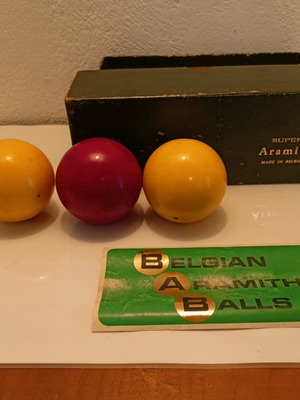 SUPER
Arami
MADE IN BELGI
BELGIAN
ARAMITH
BALLS